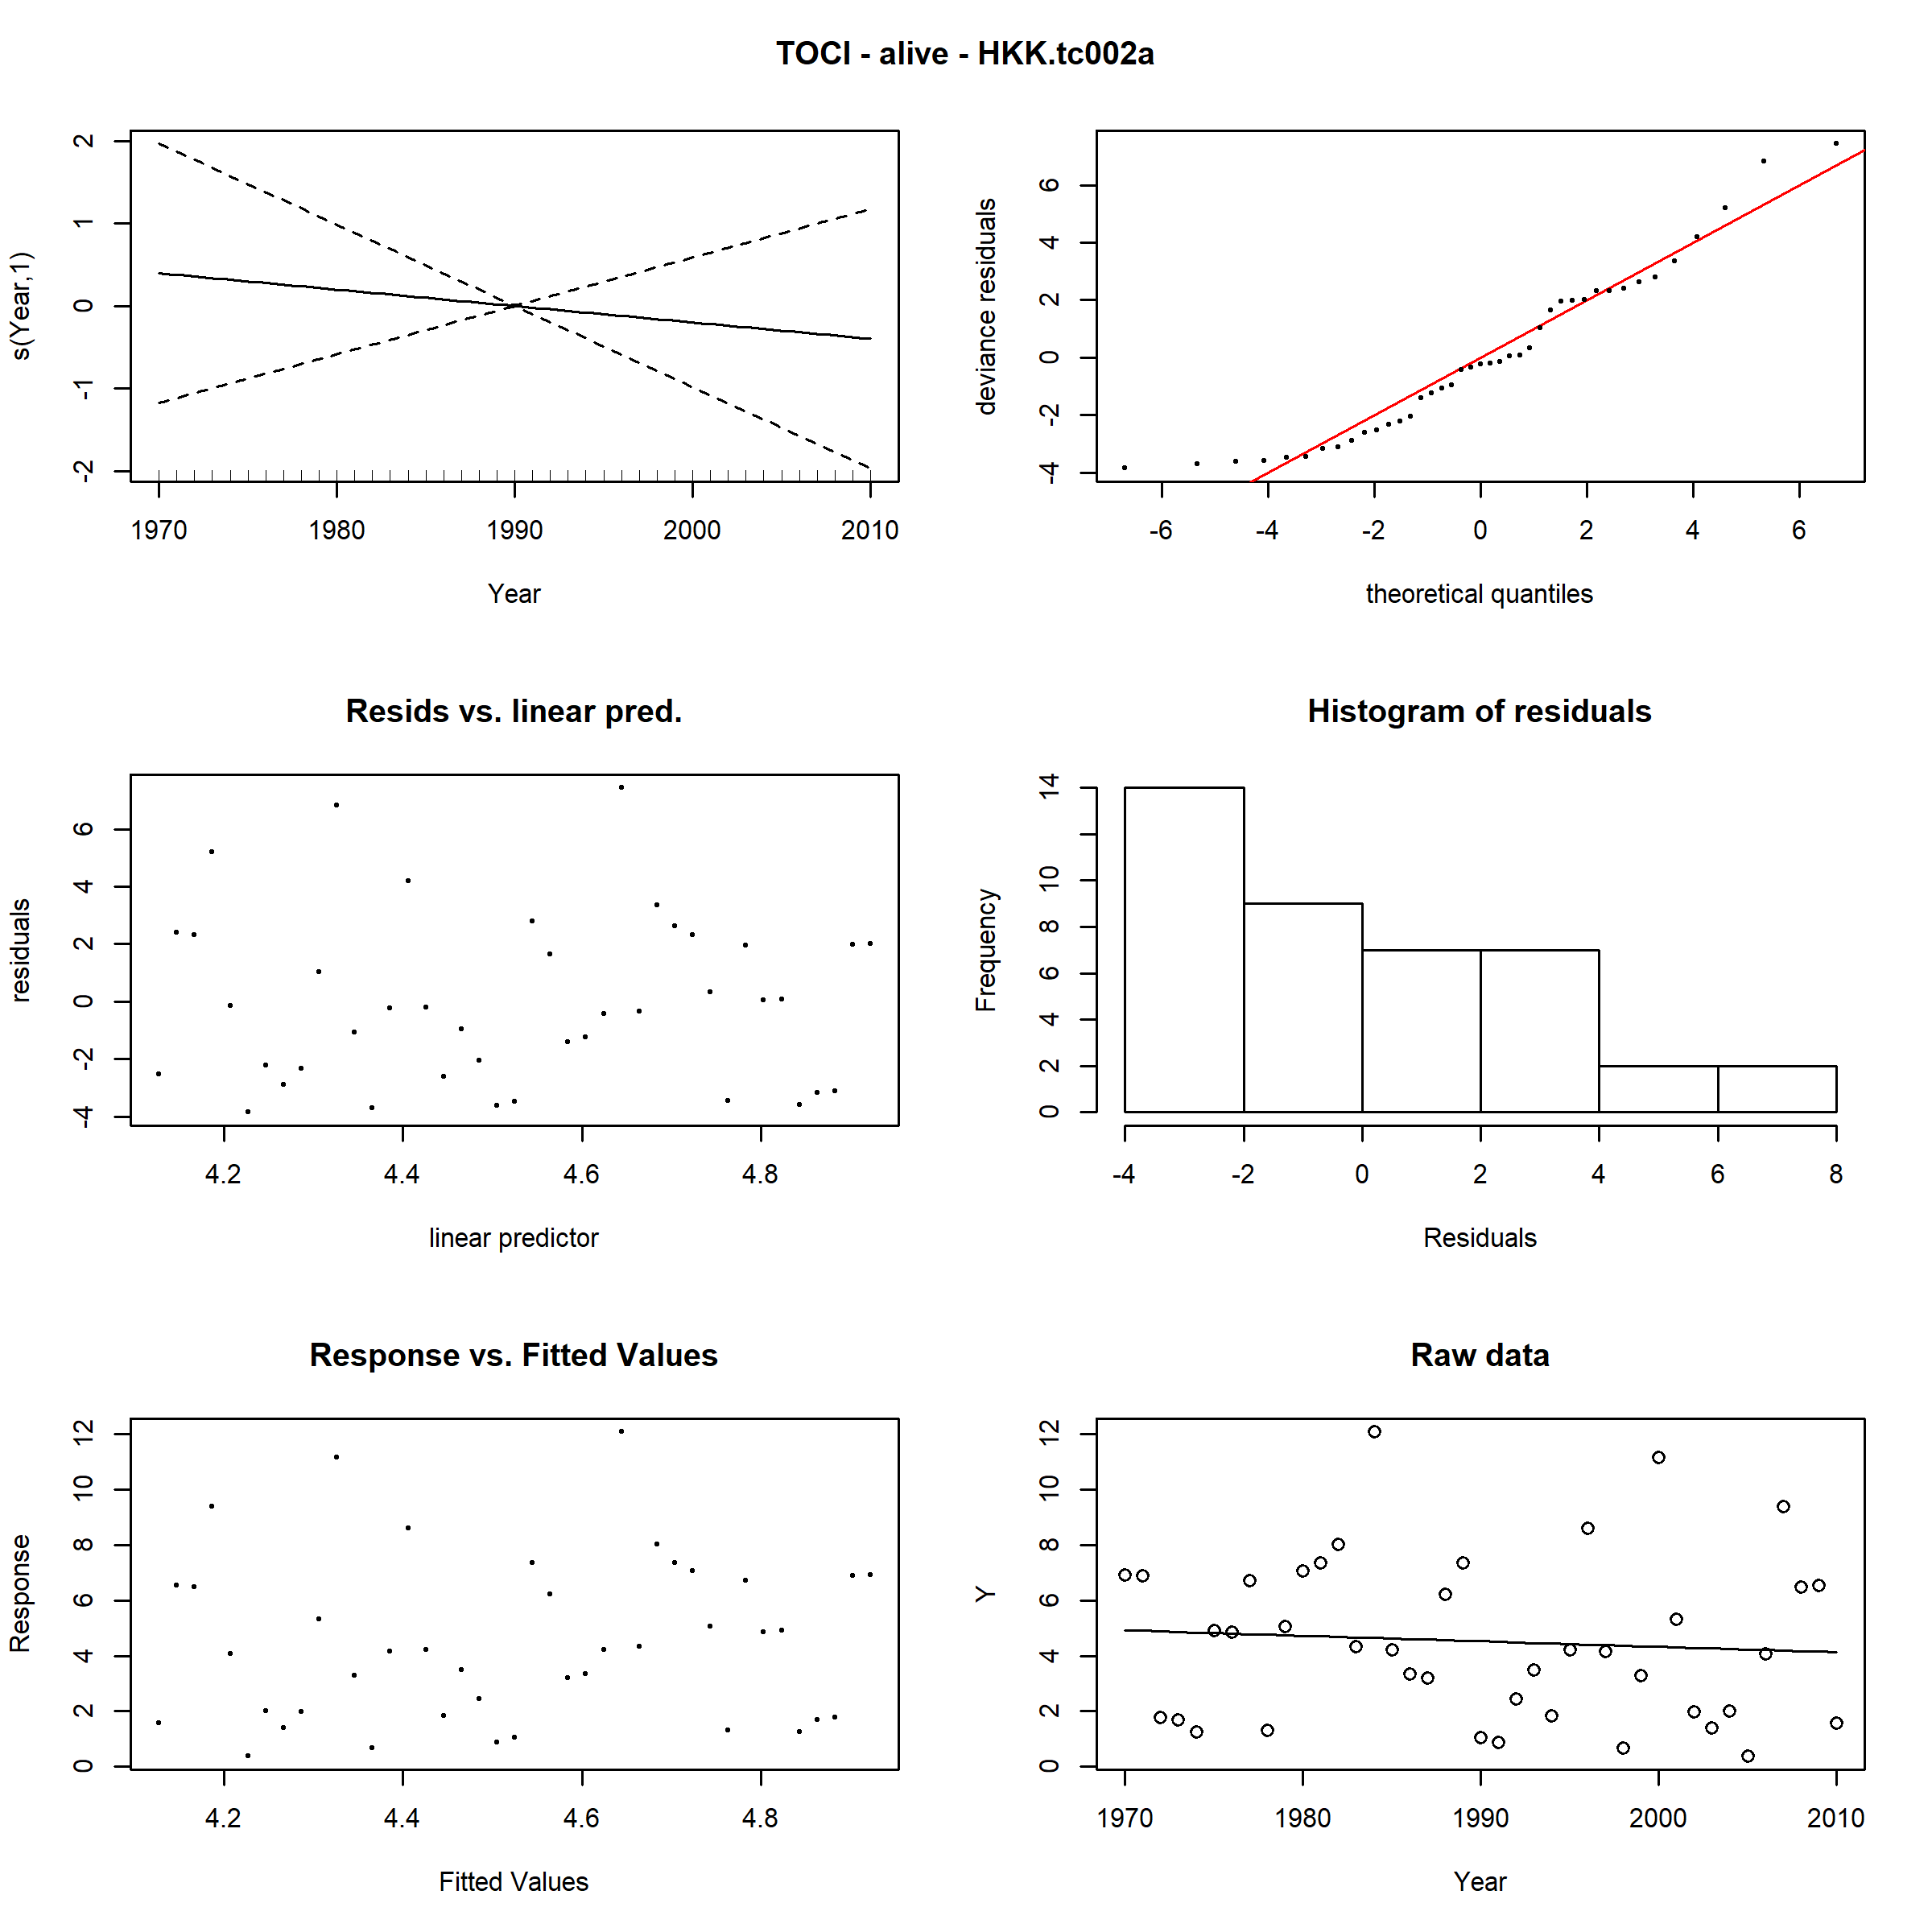 TOCI - alive - HKK.tc002a
s(Year,1)
2
1
0
-1
-2
1970 1980 1990 2000 2010
Year
deviance residuals
6
4
2
0
-2
-4
-6 -4 -2 0 2 4 6
theoretical quantiles
Resids vs. linear pred.
residuals
6
4
2
0
-2
-4
4.2 4.4 4.6 4.8
linear predictor
Histogram of residuals
Frequency
14
10
8
6
4
2
0
-4 -2 0 2 4 6 8
Residuals
Response vs. Fitted Values
Response
12
10
8
6
4
2
0
4.2 4.4 4.6 4.8
Fitted Values
Raw data
Y
12
10
8
6
4
2
0
1970 1980 1990 2000 2010
Year